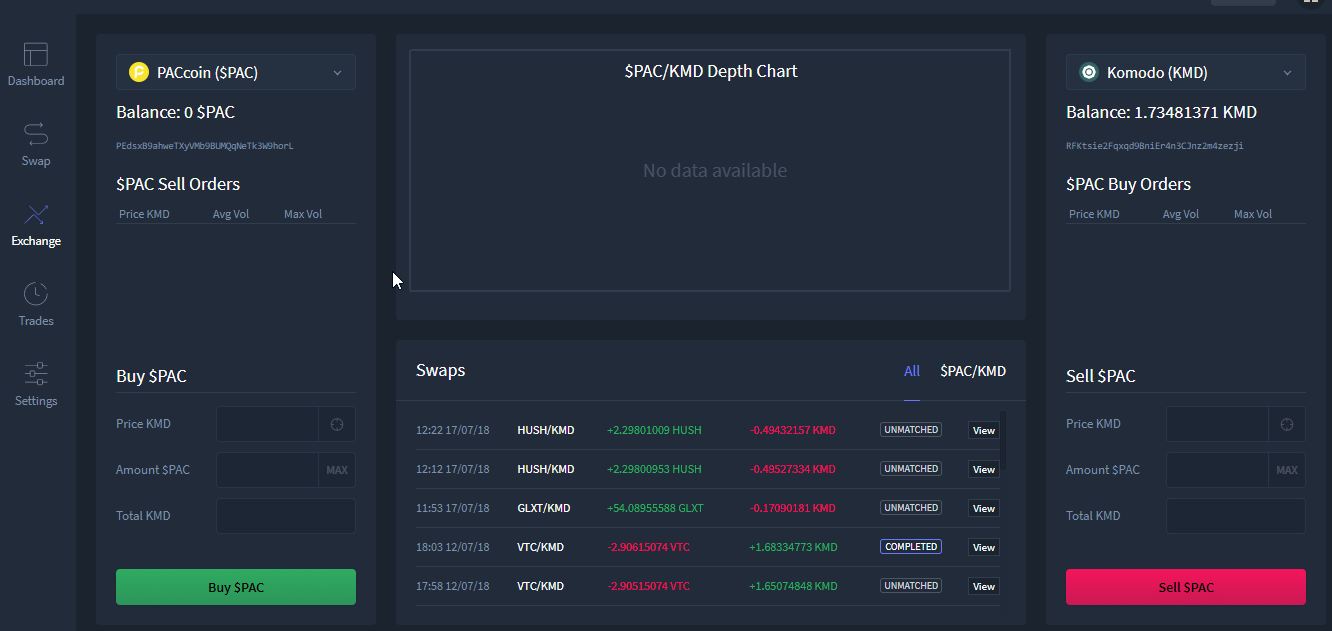 Dashboard
Swap
Exchange
Trades
Settings
PACcoin ($PAC)
Balance: 0 $PAC
PEdsxB9ahweTXyVMb9BUMQqNeTk3W9horL
$PAC Sell Orders
Price KMD Avg Vol Max Vol
Buy $PAC
Price KMD
Amount $PAC MAX
Total KMD
Buy $PAC
$PAC/KMD Depth Chart
No data available
Swaps All $PAC/KMD
12:22 17/07/18 HUSH/KMD +2.29801009 HUSH -0.49432157 KMD UNMATCHED View
12:12 17/07/18 HUSH/KMD +2.29800953 HUSH -0.49527334 KMD UNMATCHED View
11:53 17/07/18 GLXT/KMD +54.08955588 GLXT -0.17090181 KMD UNMATCHED View
18:03 12/07/18 VTC/KMD -2.90615074 VTC +1.68334773 KMD COMPLETED View
17:58 12/07/18 VTC/KMD -2.90515074 VTC +1.65074848 KMD UNMATCHED View
Komodo (KMD)
Balance: 1.73481371 KMD
RFKtsie2Fqxqd9BniEr4n3CJnz2m4zezji
$PAC Buy Orders
Price KMD Avg Vol Max Vol
Sell $PAC
Price KMD
Amount $PAC MAX
Total KMD
Sell $PAC